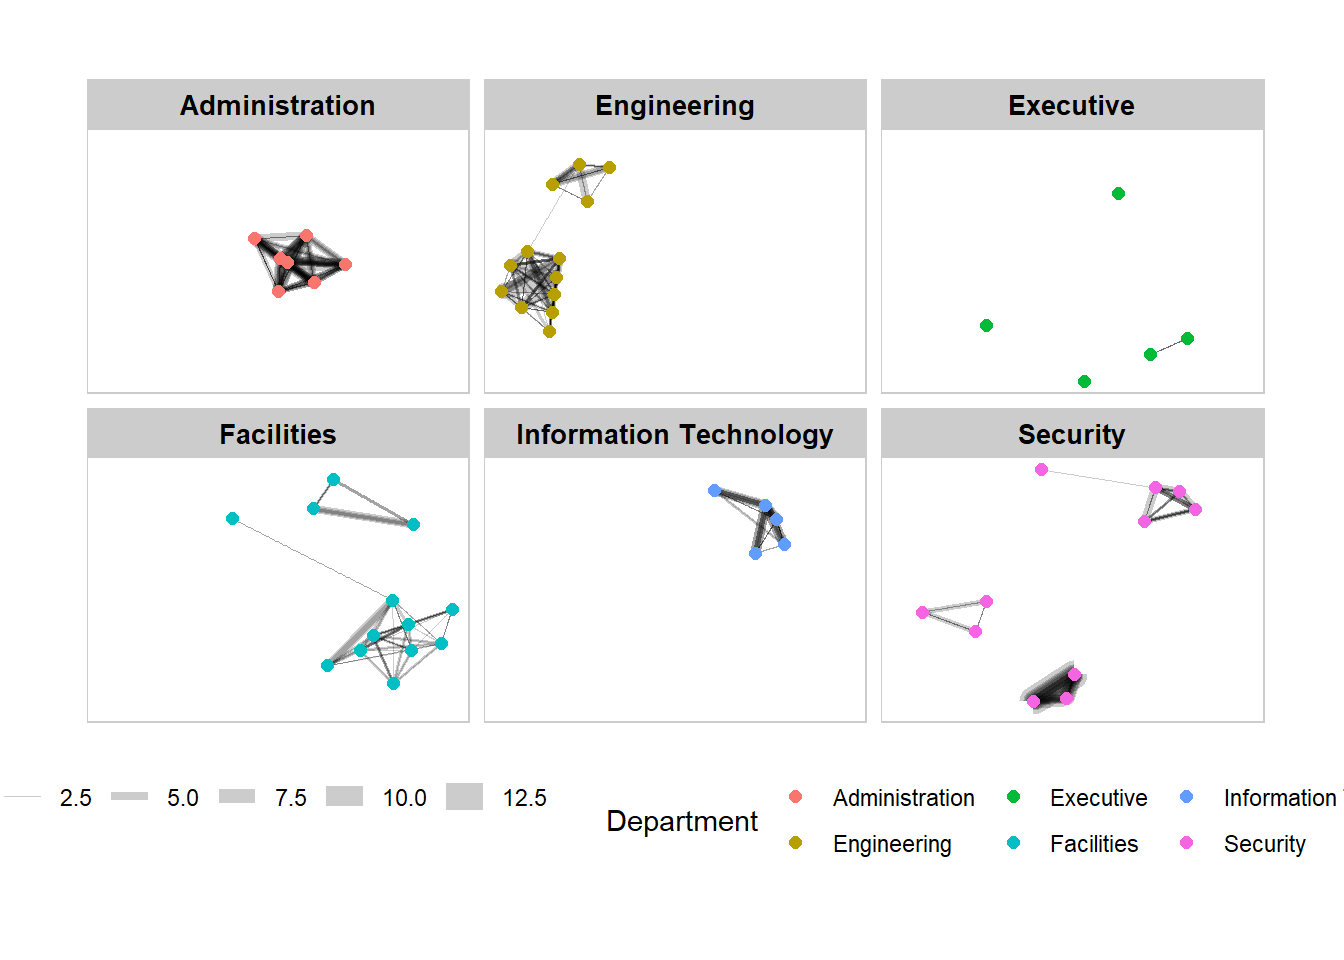 Administration
Engineering
Executive
Facilities
Information Technology
Security
2.5 5.0 7.5 10.0 12.5
Department
Administration Executive Information
Engineering Facilities Security